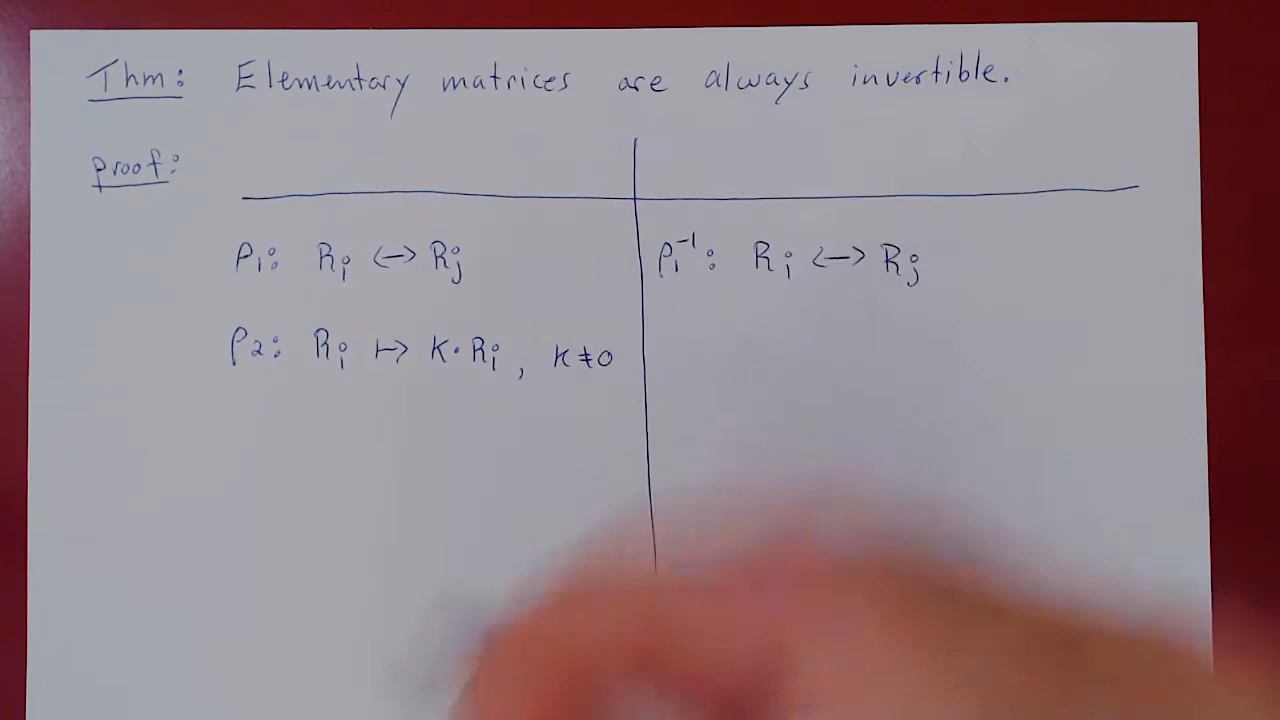 Thm: Elementary matrices are always invertible.
proof:
ρ₁: Rᵢ ↔ Rⱼ
ρ₁⁻¹: Rᵢ ↔ Rⱼ
ρ₂: Rᵢ ↦ K·Rᵢ, K≠0